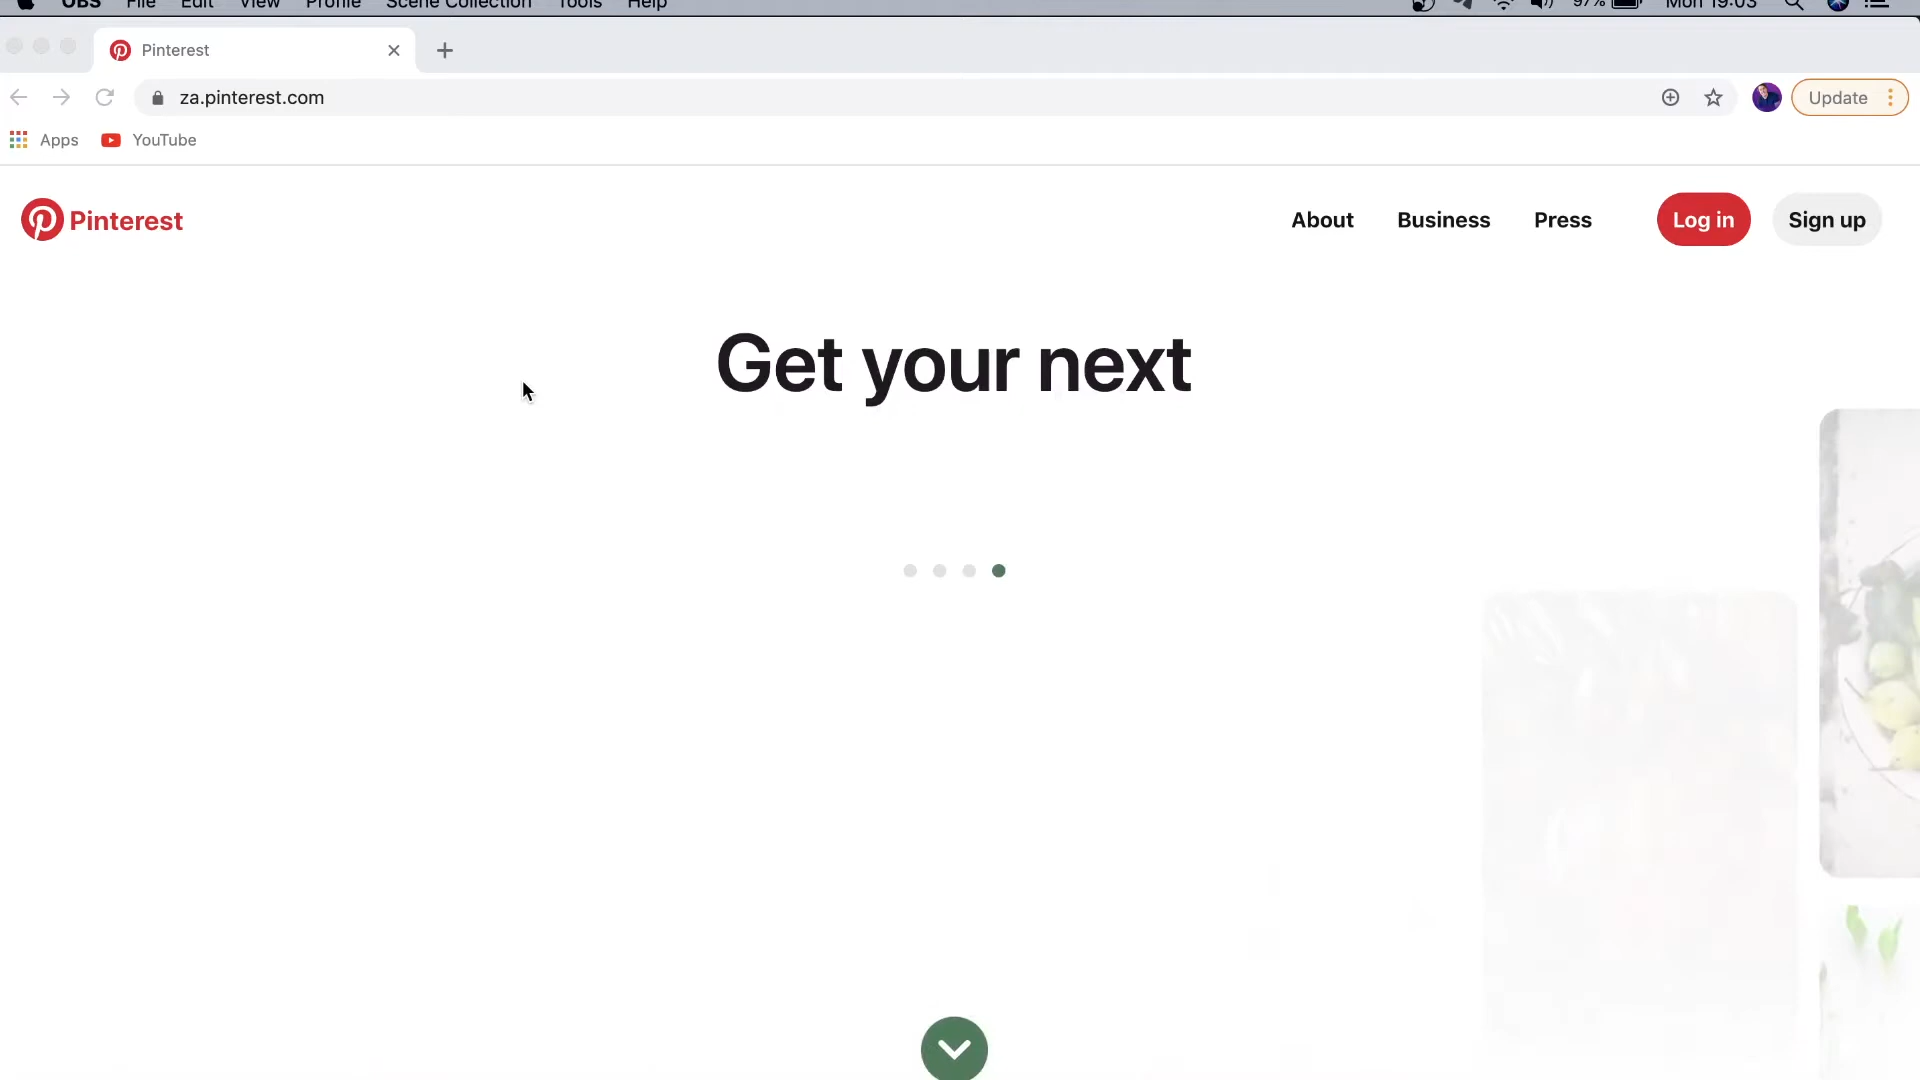 OBS File Edit View Profile Scene Collection Tools Help 97% Mon 19:03
Pinterest
za.pinterest.com
Update
Apps YouTube
Pinterest About Business Press Log in Sign up
Get your next